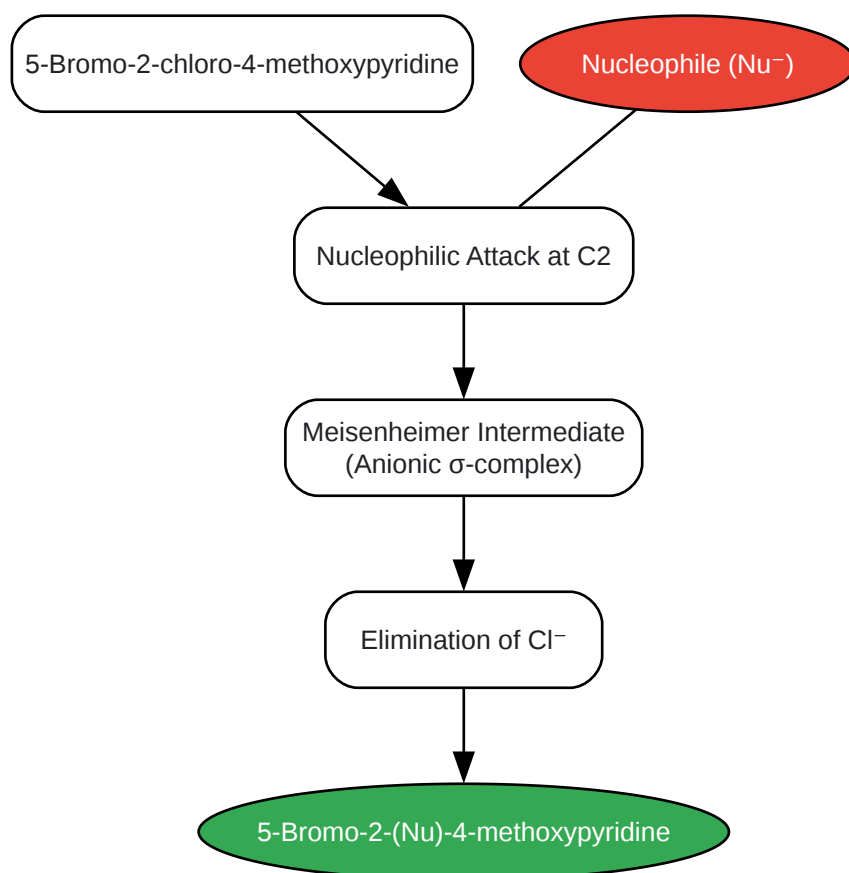 5-Bromo-2-chloro-4-methoxypyridine
Nucleophile (Nu⁻)
Nucleophilic Attack at C2
Meisenheimer Intermediate
(Anionic σ-complex)
Elimination of Cl⁻
5-Bromo-2-(Nu)-4-methoxypyridine